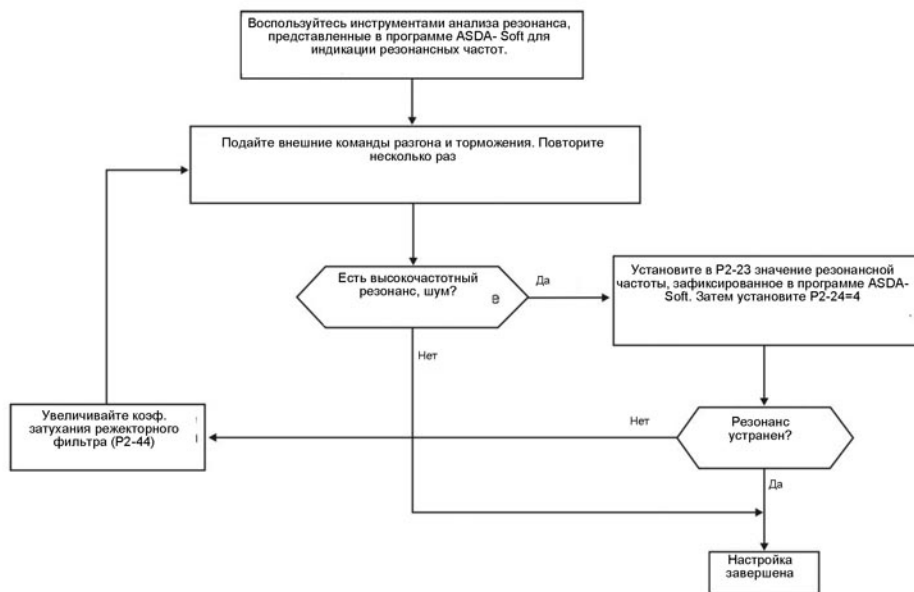 Воспользуйтесь инструментами анализа резонанса,
представленные в программе ASDA- Soft для
индикации резонансных частот.
Подайте внешние команды разгона и торможения. Повторите
несколько раз
Есть высокочастотный
резонанс, шум?
в
Да
Установите в P2-23 значение резонансной
частоты, зафиксированное в программе ASDA-
Soft. Затем установите P2-24=4
Нет
Увеличивайте коэф.
затухания режекторного
фильтра (P2-44)
Нет
Резонанс
устранен?
Да
Настройка
завершена